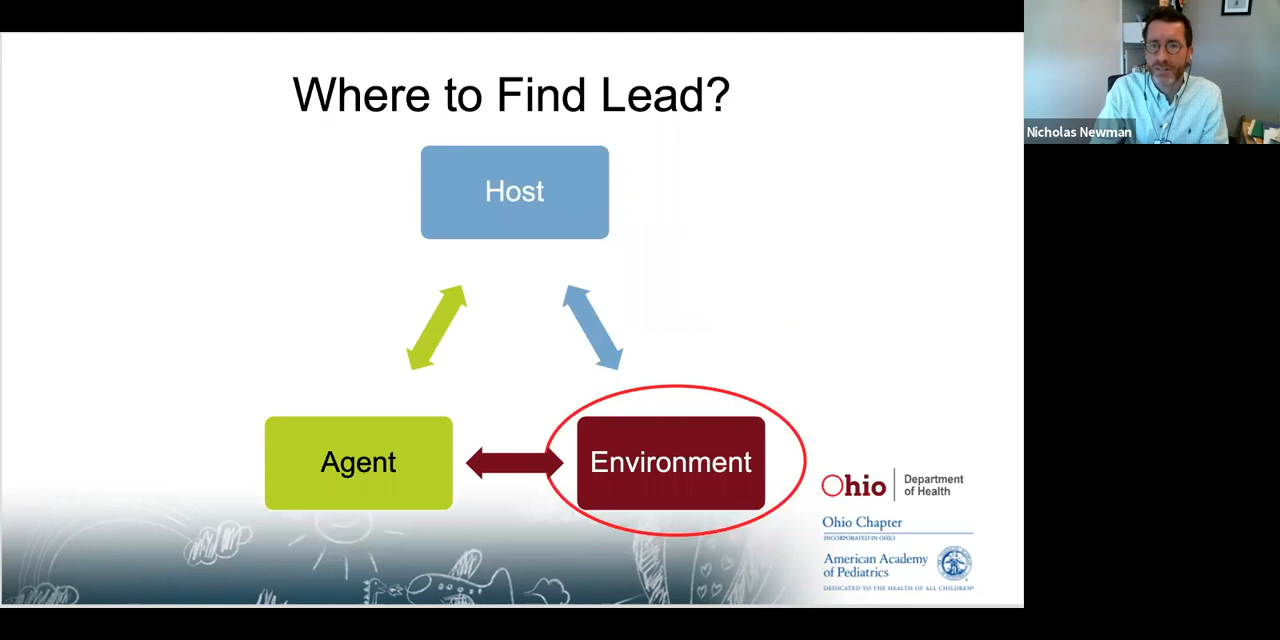 Where to Find Lead?
Host
Agent
Environment
Ohio
Department
of Health
Ohio Chapter
INCORPORATED IN OHIO
American Academy
of Pediatrics
DEDICATED TO THE HEALTH OF ALL CHILDREN®
Nicholas Newman